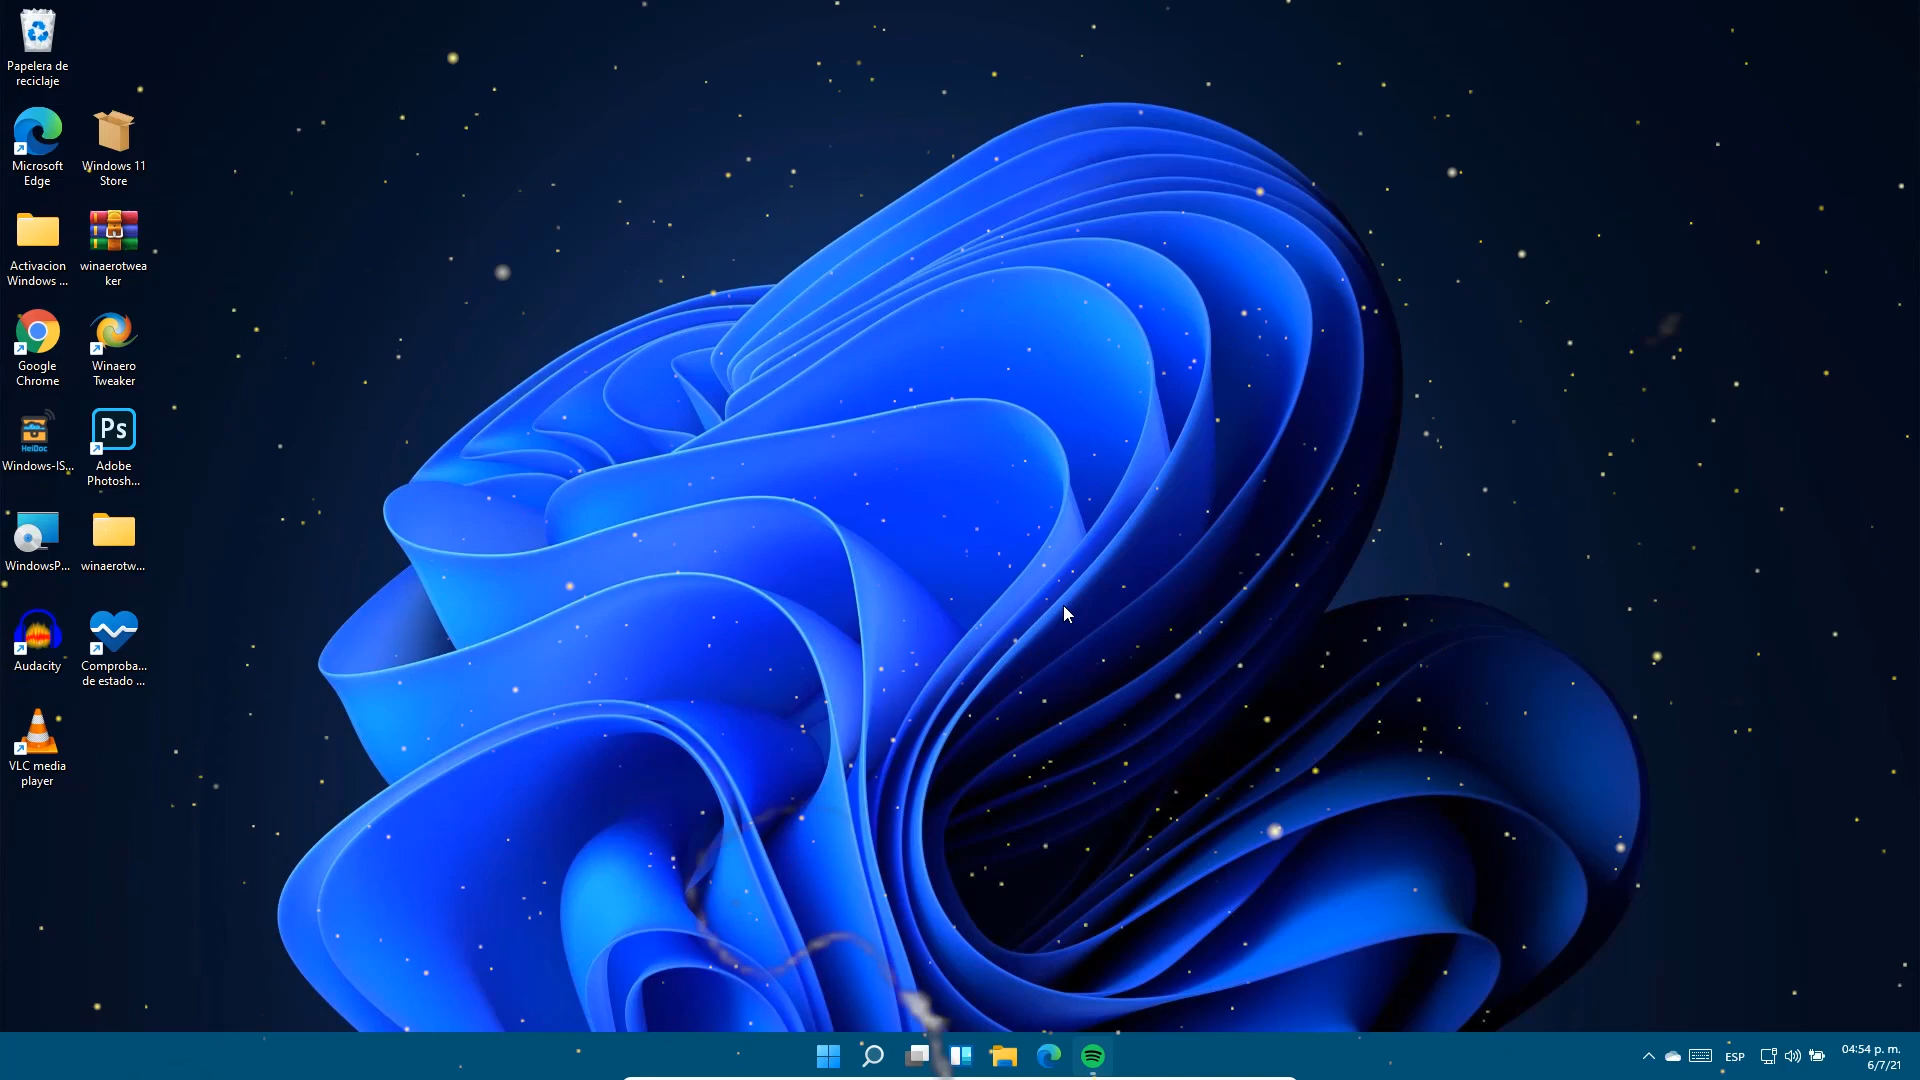 Papelera de
reciclaje
Microsoft
Edge
Windows 11
Store
Activacion
Windows ...
winaerotwea
ker
Google
Chrome
Winaero
Tweaker
HeiDoc
Windows-IS...
Ps
Adobe
Photosh...
WindowsP...
winaerotw...
Audacity
Comproba...
de estado ...
VLC media
player
ESP
04:54 p. m.
6/7/21